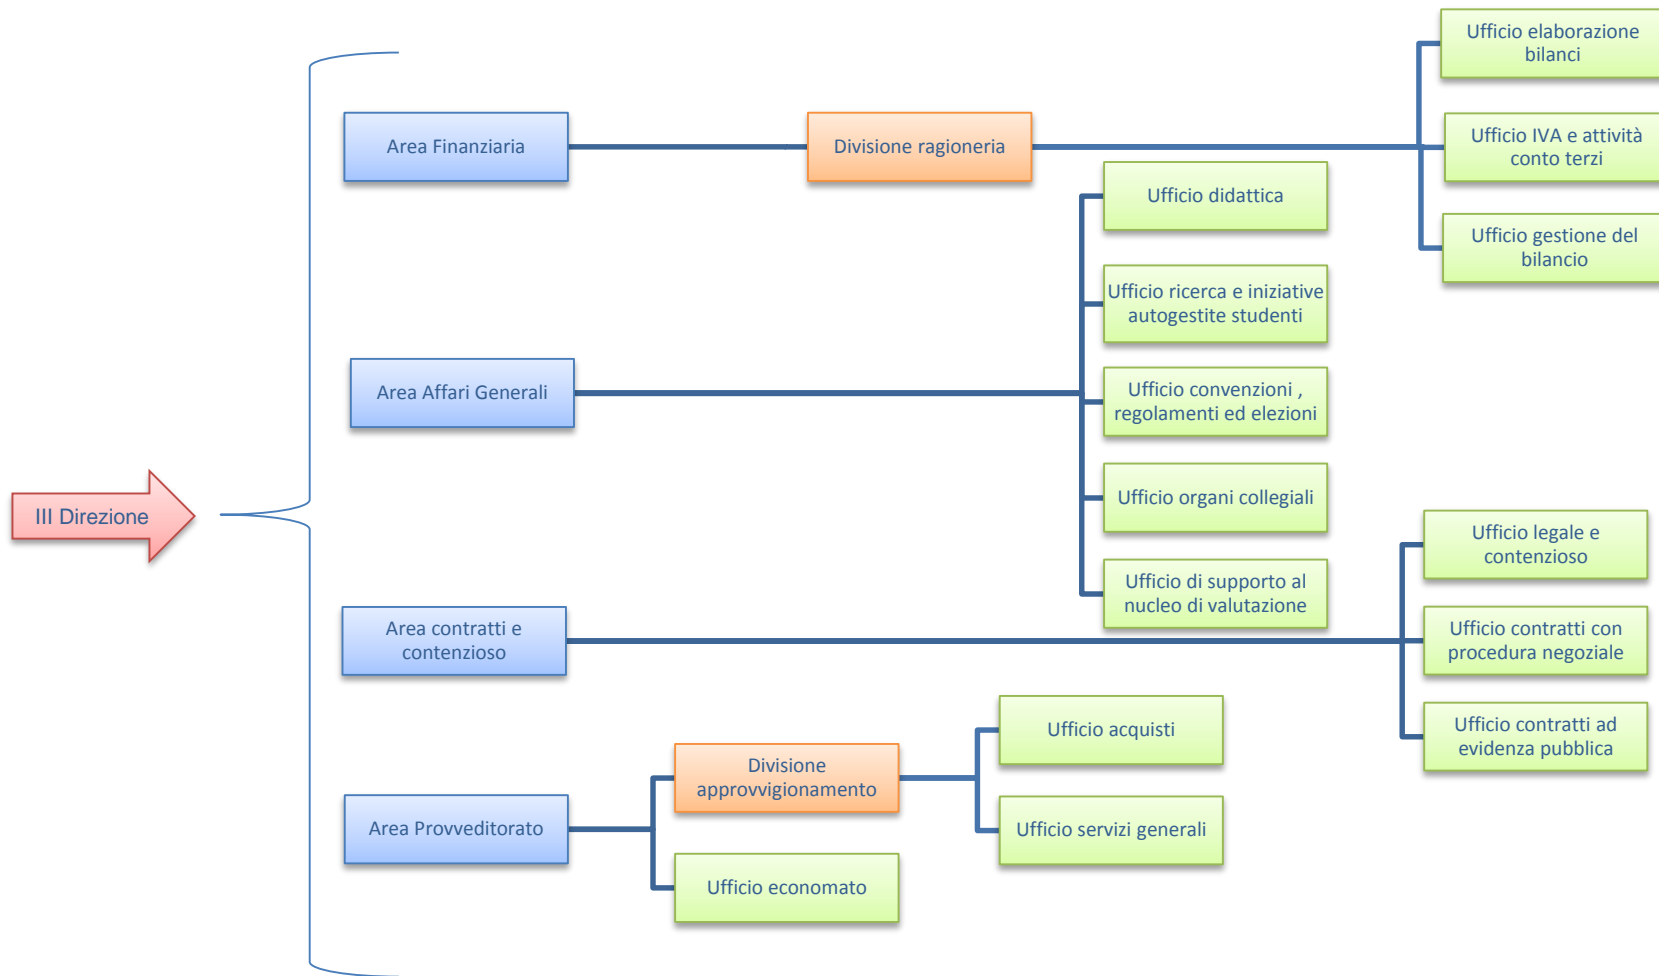 III Direzione
Area Finanziaria
Divisione ragioneria
Ufficio elaborazione
bilanci
Ufficio IVA e attività
conto terzi
Ufficio gestione del
bilancio
Area Affari Generali
Ufficio didattica
Ufficio ricerca e iniziative
autogestite studenti
Ufficio convenzioni ,
regolamenti ed elezioni
Ufficio organi collegiali
Ufficio di supporto al
nucleo di valutazione
Area contratti e
contenzioso
Ufficio legale e
contenzioso
Ufficio contratti con
procedura negoziale
Ufficio contratti ad
evidenza pubblica
Area Provveditorato
Divisione
approvvigionamento
Ufficio acquisti
Ufficio servizi generali
Ufficio economato